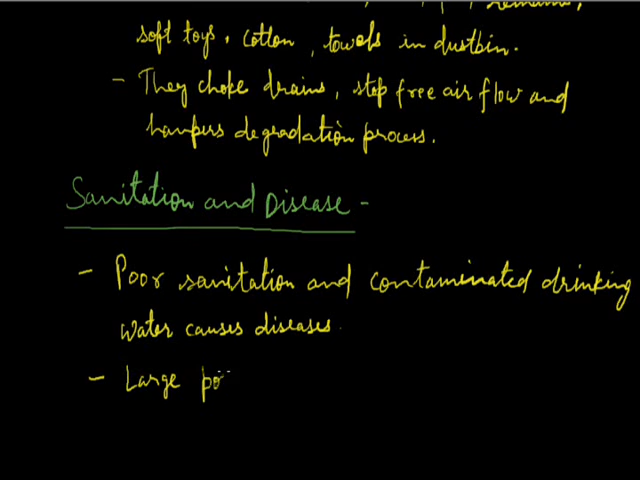 remains,
soft toys, cotton, towels in dustbin.
- They choke drains, stop free air flow and
hampers degradation process.
Sanitation and Disease -
- Poor sanitation and contaminated drinking
water causes diseases.
- Large po